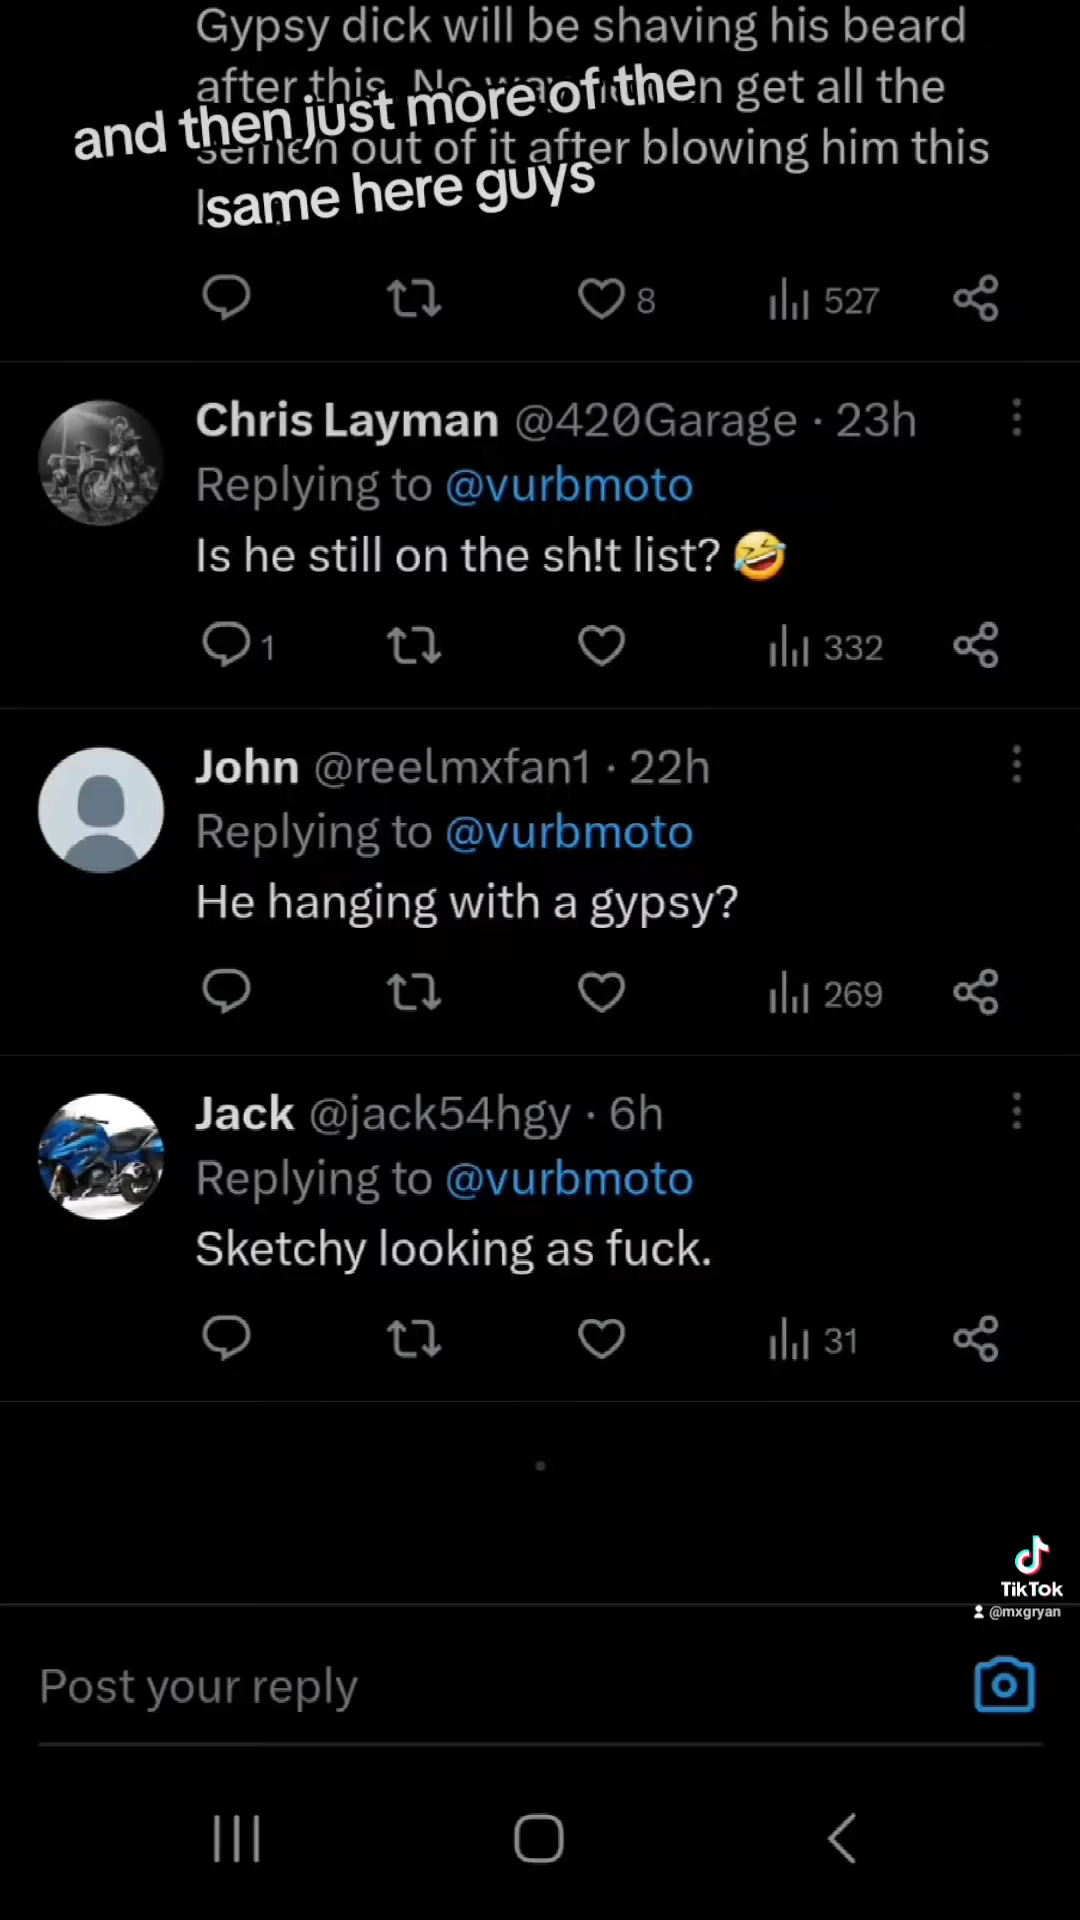 Gypsy dick will be shaving his beard
after this. No way get all the
semen out of it after blowing him this
and then just more of the
same here guys
8
527
Chris Layman @420Garage · 23h
Replying to @vurbmoto
Is he still on the sh!t list? 🤣
1
332
John @reelmxfan1 · 22h
Replying to @vurbmoto
He hanging with a gypsy?
269
Jack @jack54hgy · 6h
Replying to @vurbmoto
Sketchy looking as fuck.
31
TikTok
@mxgryan
Post your reply